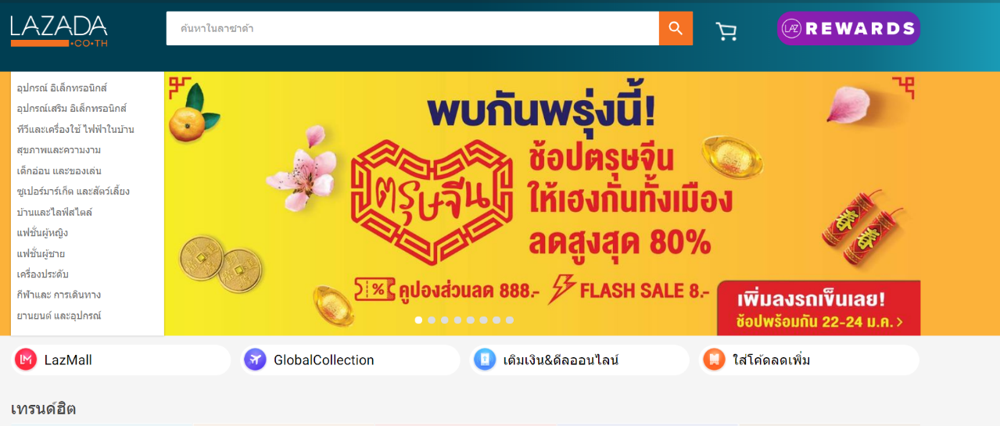 LAZADA
•CO•TH
ค้นหาในลาซาด้า
LAZ REWARDS
อุปกรณ์ อิเล็กทรอนิกส์
อุปกรณ์เสริม อิเล็กทรอนิกส์
ทีวีและเครื่องใช้ ไฟฟ้าในบ้าน
สุขภาพและความงาม
เด็กอ่อน และของเล่น
ซูเปอร์มาร์เก็ต และสัตว์เลี้ยง
บ้านและไลฟ์สไตล์
แฟชั่นผู้หญิง
แฟชั่นผู้ชาย
เครื่องประดับ
กีฬาและ การเดินทาง
ยานยนต์ และอุปกรณ์
พบกันพรุ่งนี้!
ตรุษจีน
ช้อปตรุษจีน
ให้เฮงกันทั้งเมือง
ลดสูงสุด 80%
春春
% คูปองส่วนลด 888.- FLASH SALE 8.-
เพิ่มลงรถเข็นเลย!
ช้อปพร้อมกัน 22-24 ม.ค. >
LM LazMall
GlobalCollection
เติมเงิน&ดีลออนไลน์
ใส่โค้ดลดเพิ่ม
เทรนด์ฮิต